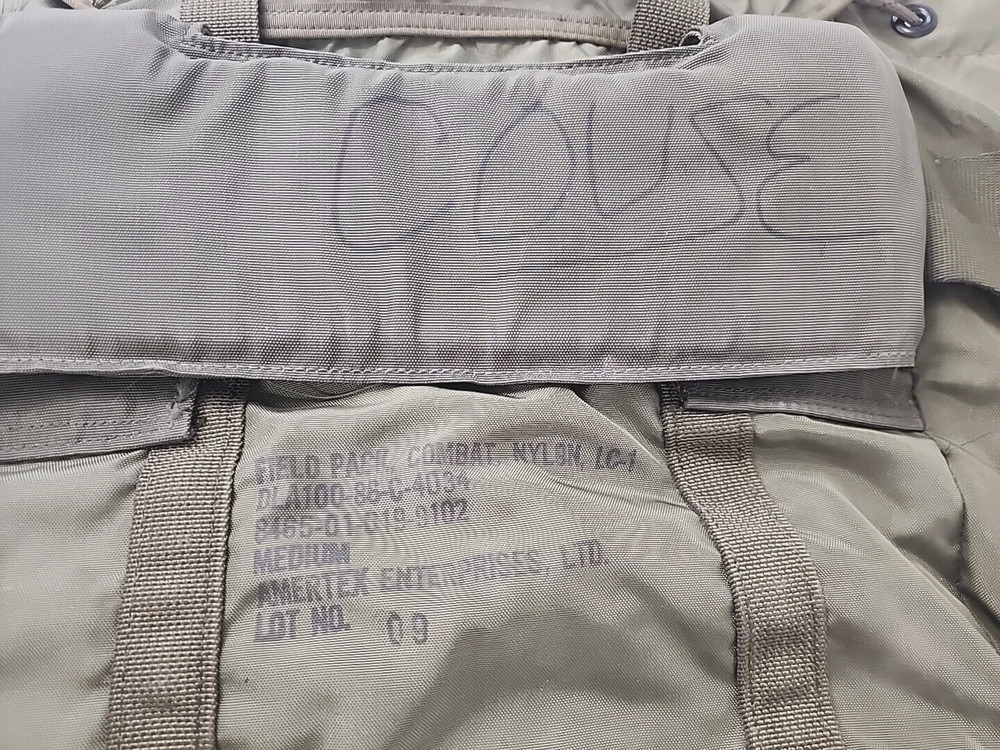 COUSE
FIELD PACK, COMBAT, NYLON, LC-1
DLA100-86-C-4034
8465-01-019-9102
MEDIUM
AMERTEX ENTERPRISES, LTD.
LOT NO. 09